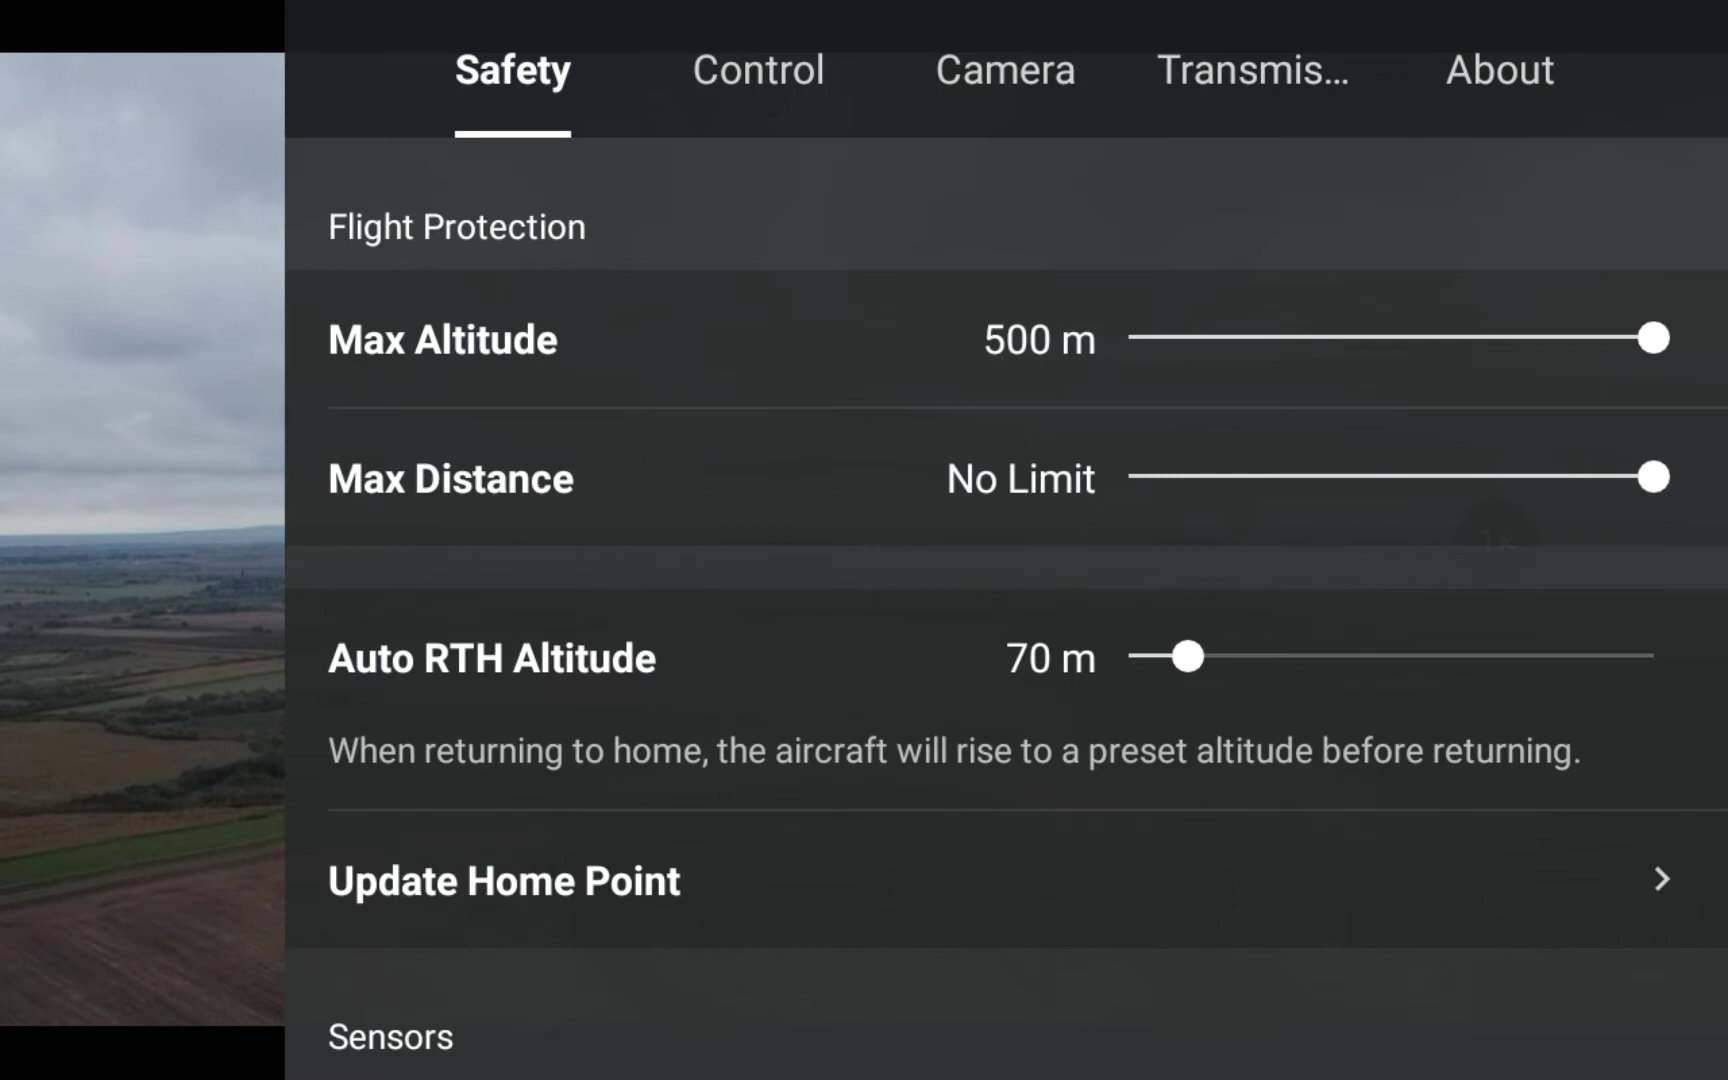 Safety Control Camera Transmis... About
Flight Protection
Max Altitude 500 m
Max Distance No Limit
1×
Auto RTH Altitude 70 m
When returning to home, the aircraft will rise to a preset altitude before returning.
Update Home Point
Sensors